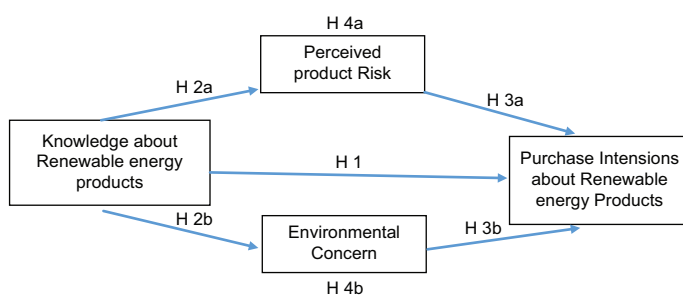 H 4a
Perceived
product Risk
H 2a
H 3a
Knowledge about
Renewable energy
products
H 1
Purchase Intensions
about Renewable
energy Products
H 2b
Environmental
Concern
H 3b
H 4b